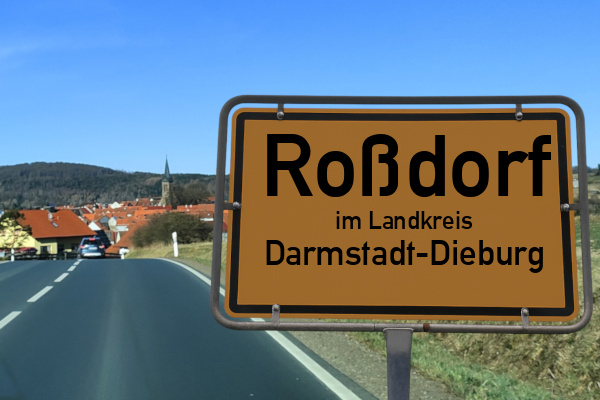 Roßdorf
im Landkreis
Darmstadt-Dieburg